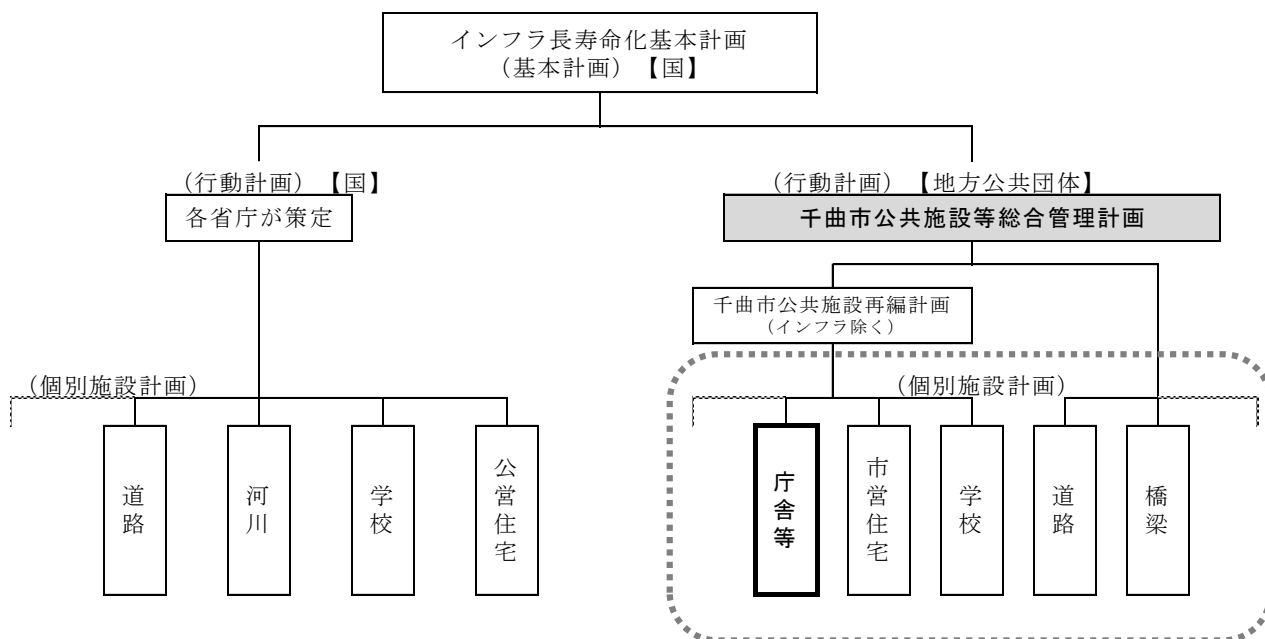 インフラ長寿命化基本計画
（基本計画）【国】
（行動計画）【国】
各省庁が策定
（行動計画）【地方公共団体】
千曲市公共施設等総合管理計画
千曲市公共施設再編計画
（インフラ除く）
（個別施設計画）
道路
河川
学校
公営住宅
（個別施設計画）
庁舎等
市営住宅
学校
道路
橋梁